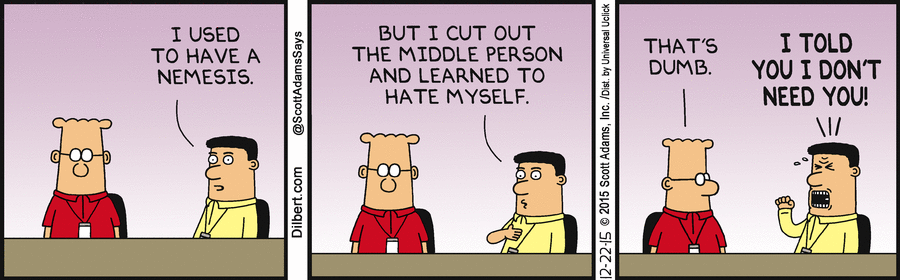 I USED
TO HAVE A
NEMESIS.
Dilbert.com @ScottAdamsSays
BUT I CUT OUT
THE MIDDLE PERSON
AND LEARNED TO
HATE MYSELF.
12-22-15 © 2015 Scott Adams, Inc. /Dist. by Universal Uclick
THAT'S
DUMB.
I TOLD
YOU I DON'T
NEED YOU!